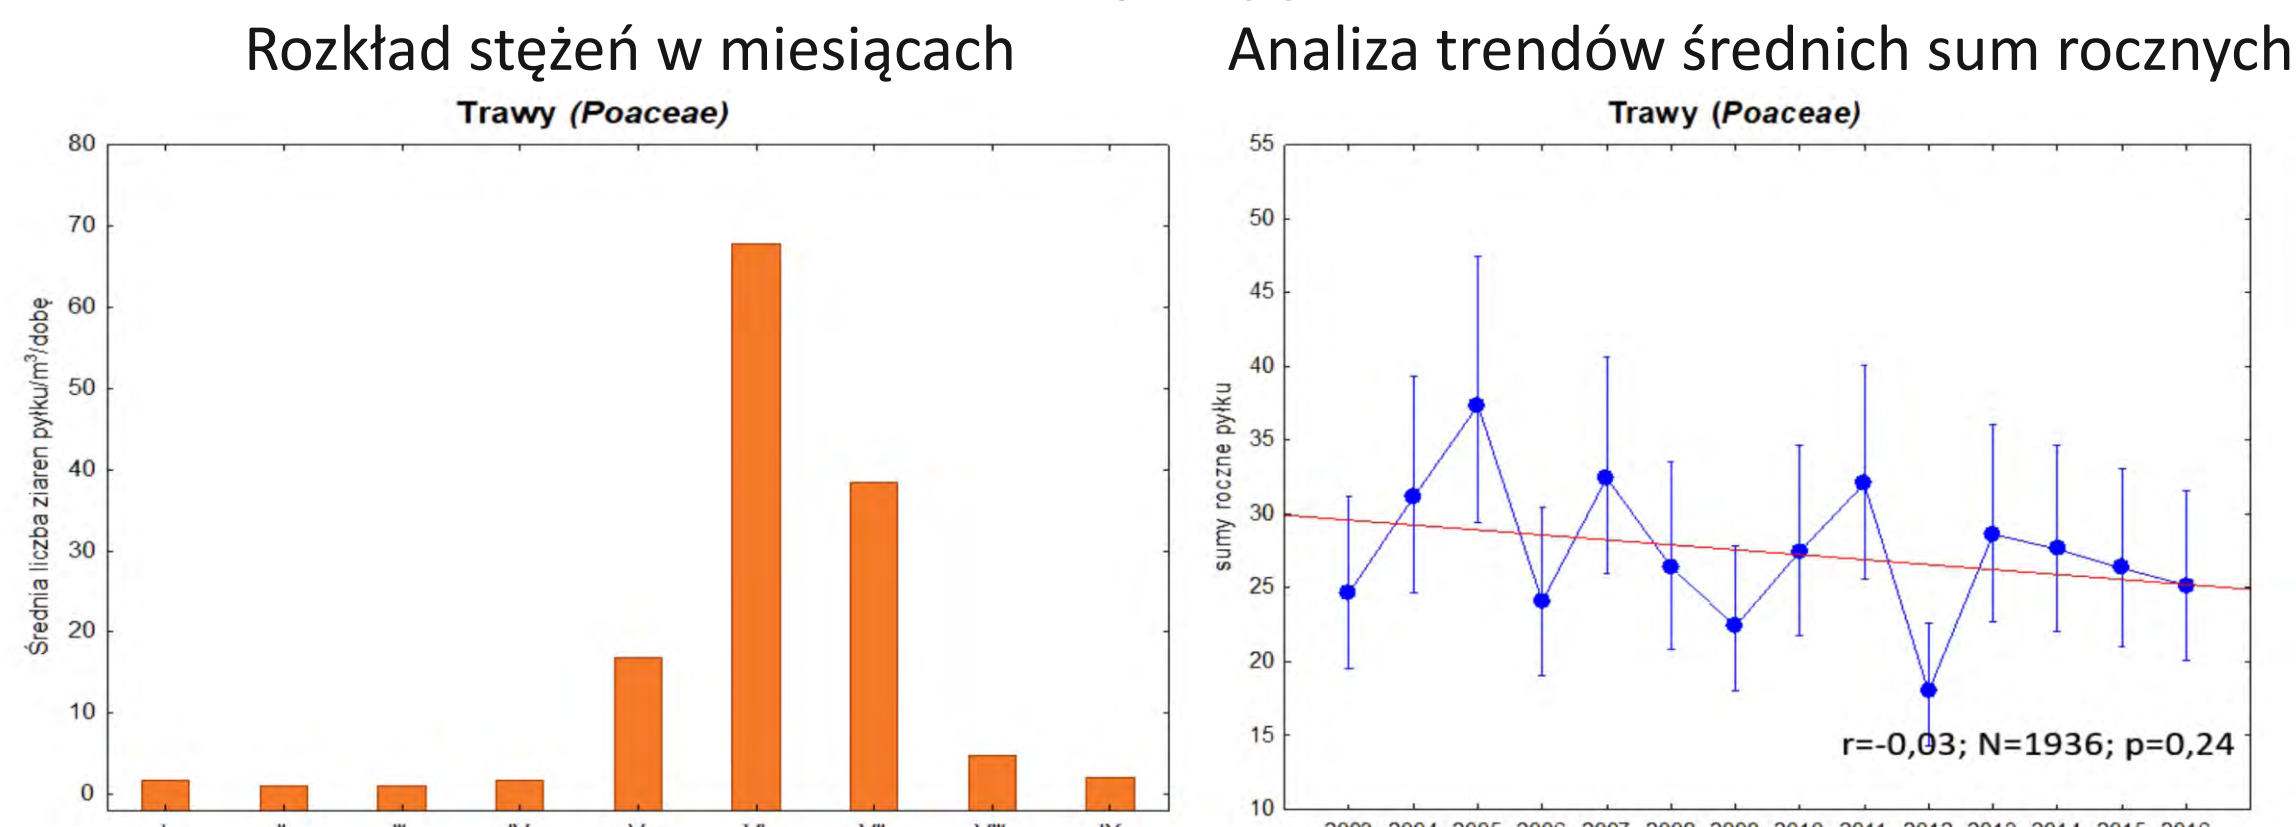 Rozkład stężeń w miesiącach
Analiza trendów średnich sum rocznych
Trawy (Poaceae)
80
70
60
50
40
30
20
10
0
Średnia liczba ziaren pyłku/m³/dobę
Trawy (Poaceae)
55
50
45
40
35
30
25
20
15
10
sumy roczne pyłku
r=-0,03; N=1936; p=0,24